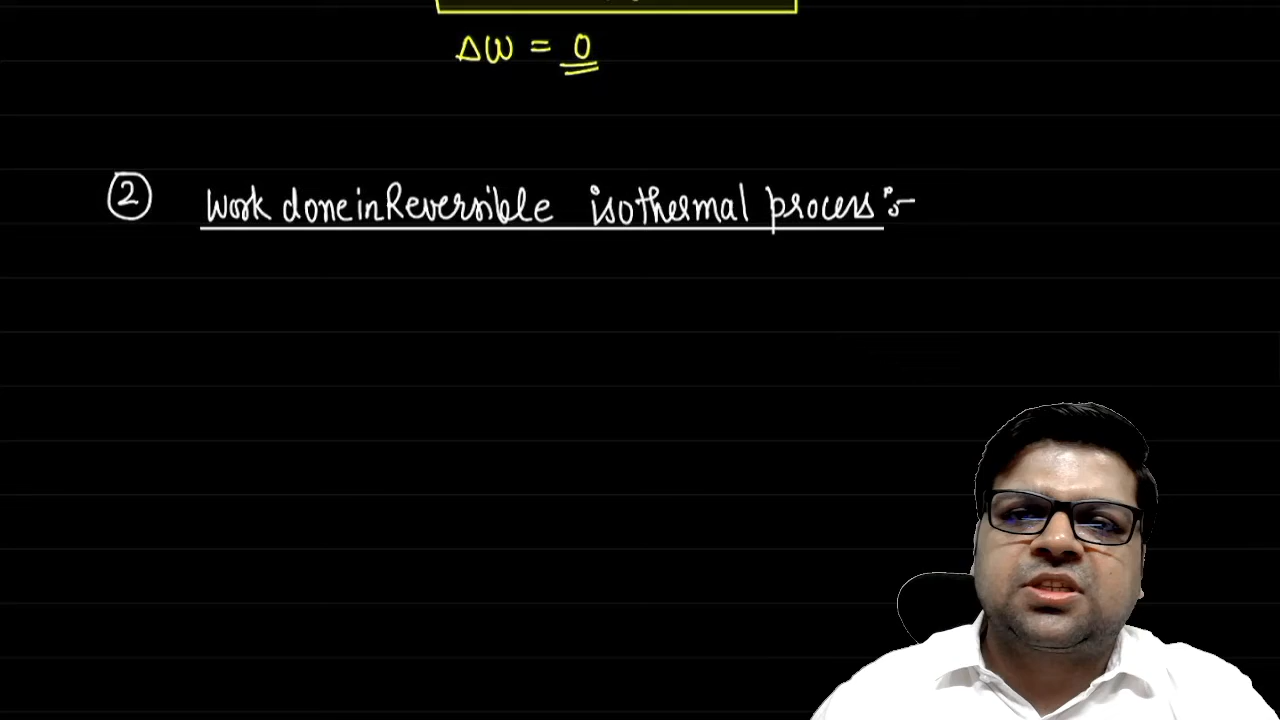 ΔW = 0
② Work done in Reversible isothermal process :-